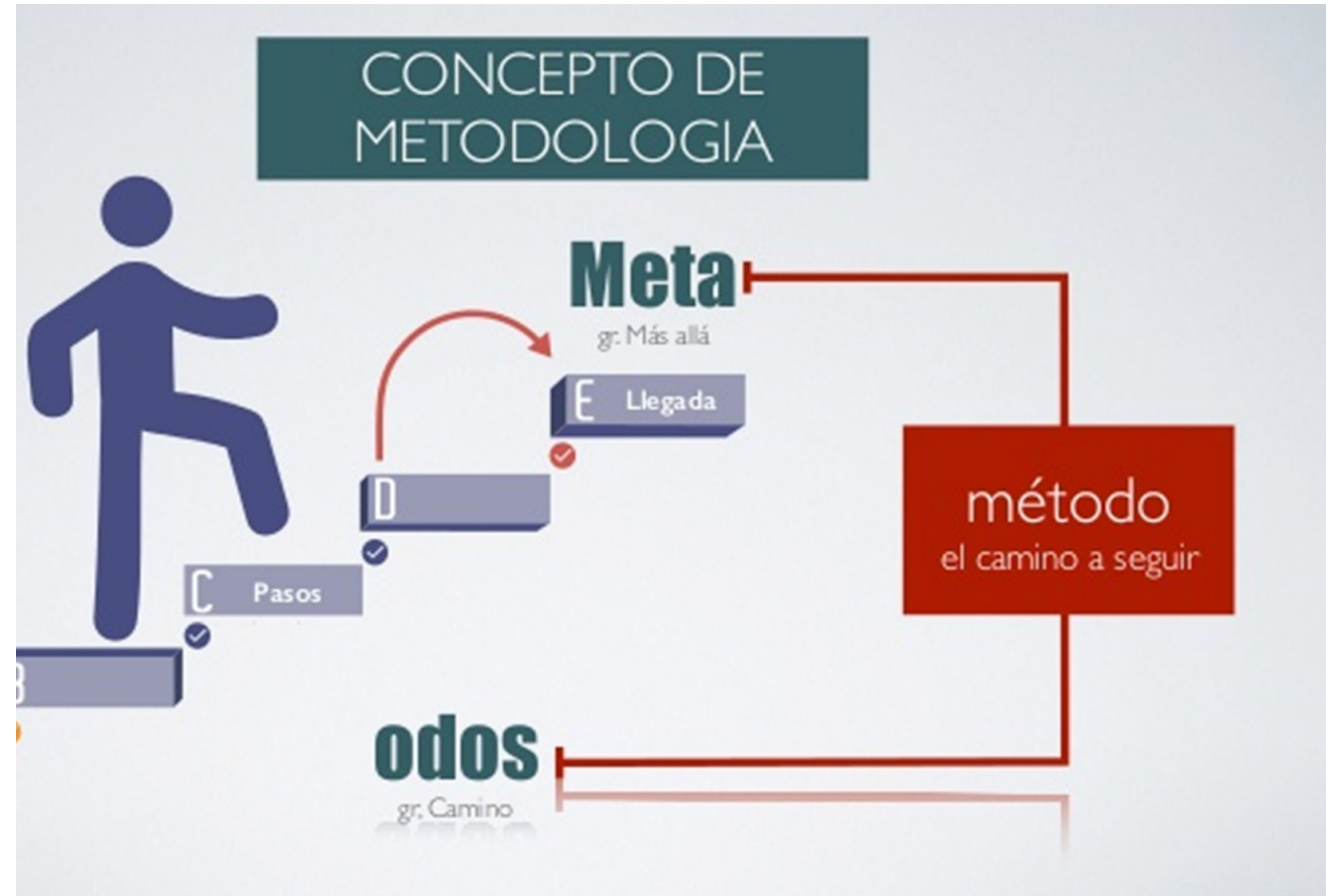 CONCEPTO DE
METODOLOGIA
Meta
gr. Más allá
E Llegada
D
método
el camino a seguir
C Pasos
B
odos
gr. Camino